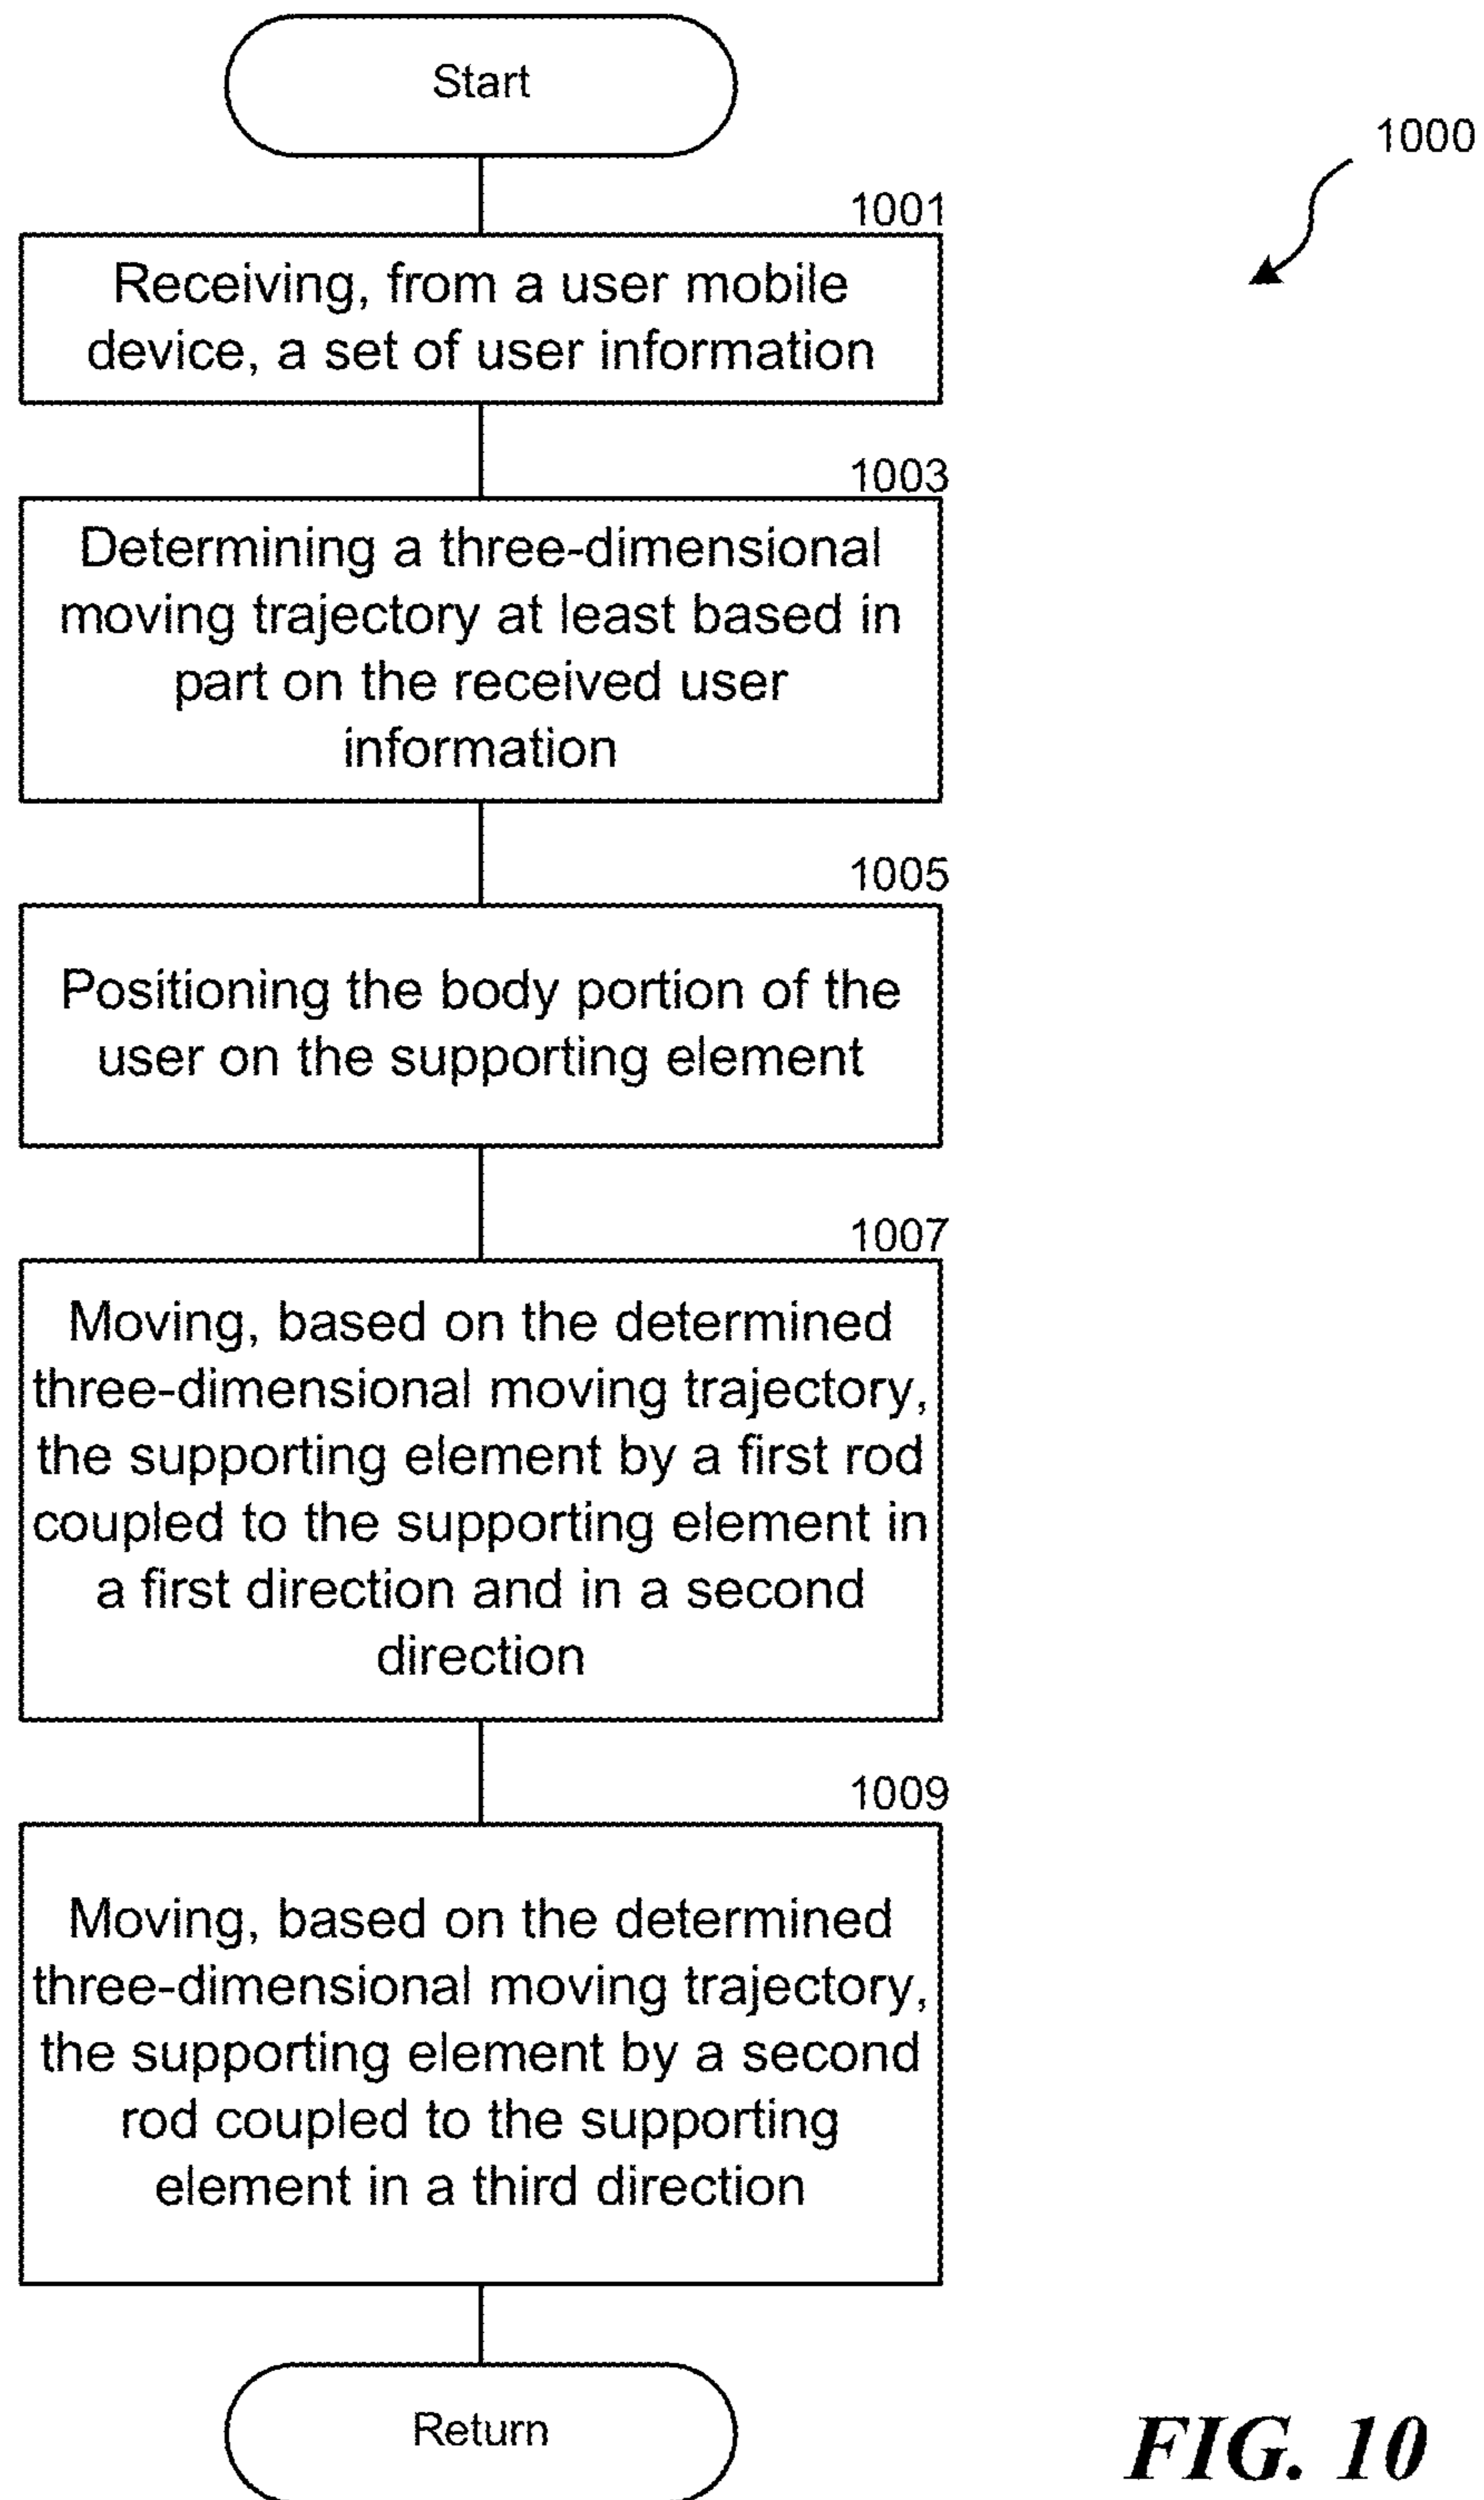 Start
1000
1001
Receiving, from a user mobile
device, a set of user information
1003
Determining a three-dimensional
moving trajectory at least based in
part on the received user
information
1005
Positioning the body portion of the
user on the supporting element
1007
Moving, based on the determined
three-dimensional moving trajectory,
the supporting element by a first rod
coupled to the supporting element in
a first direction and in a second
direction
1009
Moving, based on the determined
three-dimensional moving trajectory,
the supporting element by a second
rod coupled to the supporting
element in a third direction
Return
FIG. 10